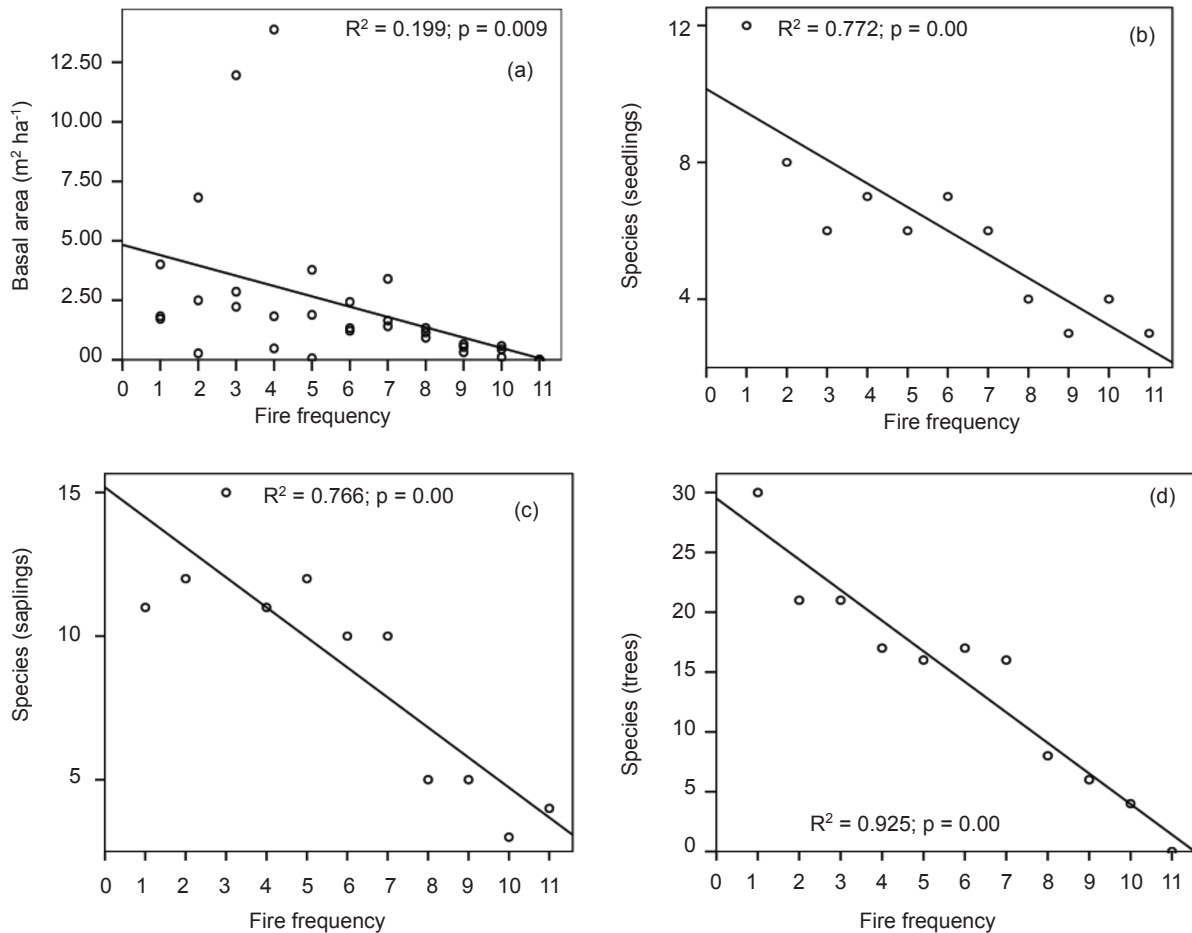 R² = 0.199; p = 0.009
(a)
12.50
10.00
7.50
5.00
2.50
00
Basal area (m² ha⁻¹)
0 1 2 3 4 5 6 7 8 9 10 11
Fire frequency
R² = 0.772; p = 0.00
(b)
12
8
4
Species (seedlings)
0 1 2 3 4 5 6 7 8 9 10 11
Fire frequency
R² = 0.766; p = 0.00
(c)
15
10
5
Species (saplings)
0 1 2 3 4 5 6 7 8 9 10 11
Fire frequency
(d)
30
25
20
15
10
5
0
Species (trees)
R² = 0.925; p = 0.00
0 1 2 3 4 5 6 7 8 9 10 11
Fire frequency